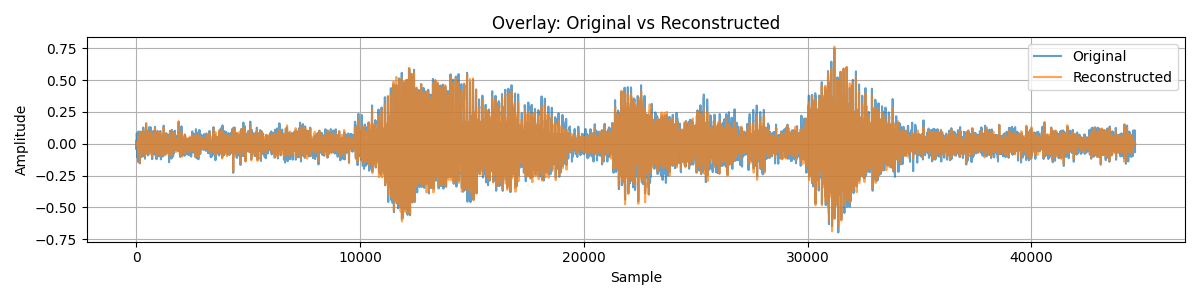 Overlay: Original vs Reconstructed
Original
Reconstructed
Amplitude
0.75
0.50
0.25
0.00
−0.25
−0.50
−0.75
0
10000
20000
30000
40000
Sample